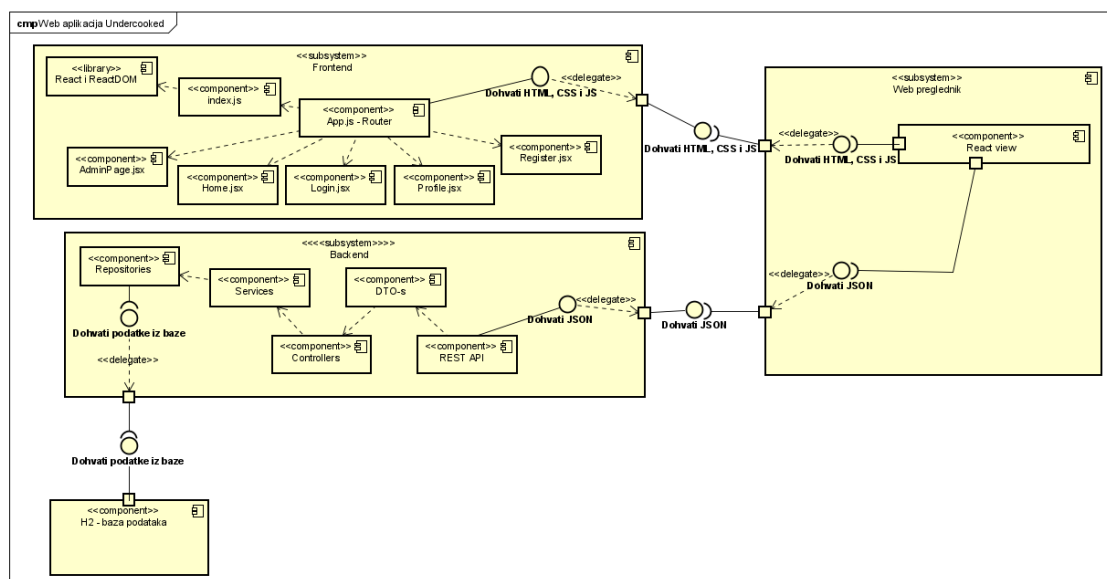 cmpWeb aplikacija Undercooked
<<subsystem>>
Frontend
<<library>>
React i ReactDOM
<<component>>
index.js
<<component>>
App.js - Router
<<component>>
AdminPage.jsx
<<component>>
Home.jsx
<<component>>
Login.jsx
<<component>>
Profile.jsx
<<component>>
Register.jsx
<<delegate>>
Dohvati HTML, CSS i JS
Dohvati HTML, CSS i JS
<<subsystem>>
Web preglednik
<<delegate>>
Dohvati HTML, CSS i JS
<<component>>
React view
<<delegate>>
Dohvati JSON
<<<<subsystem>>>>
Backend
<<component>>
Repositories
<<component>>
Services
<<component>>
DTO-s
<<component>>
Controllers
<<component>>
REST API
<<delegate>>
Dohvati JSON
Dohvati JSON
Dohvati podatke iz baze
<<delegate>>
Dohvati podatke iz baze
<<component>>
H2 - baza podataka